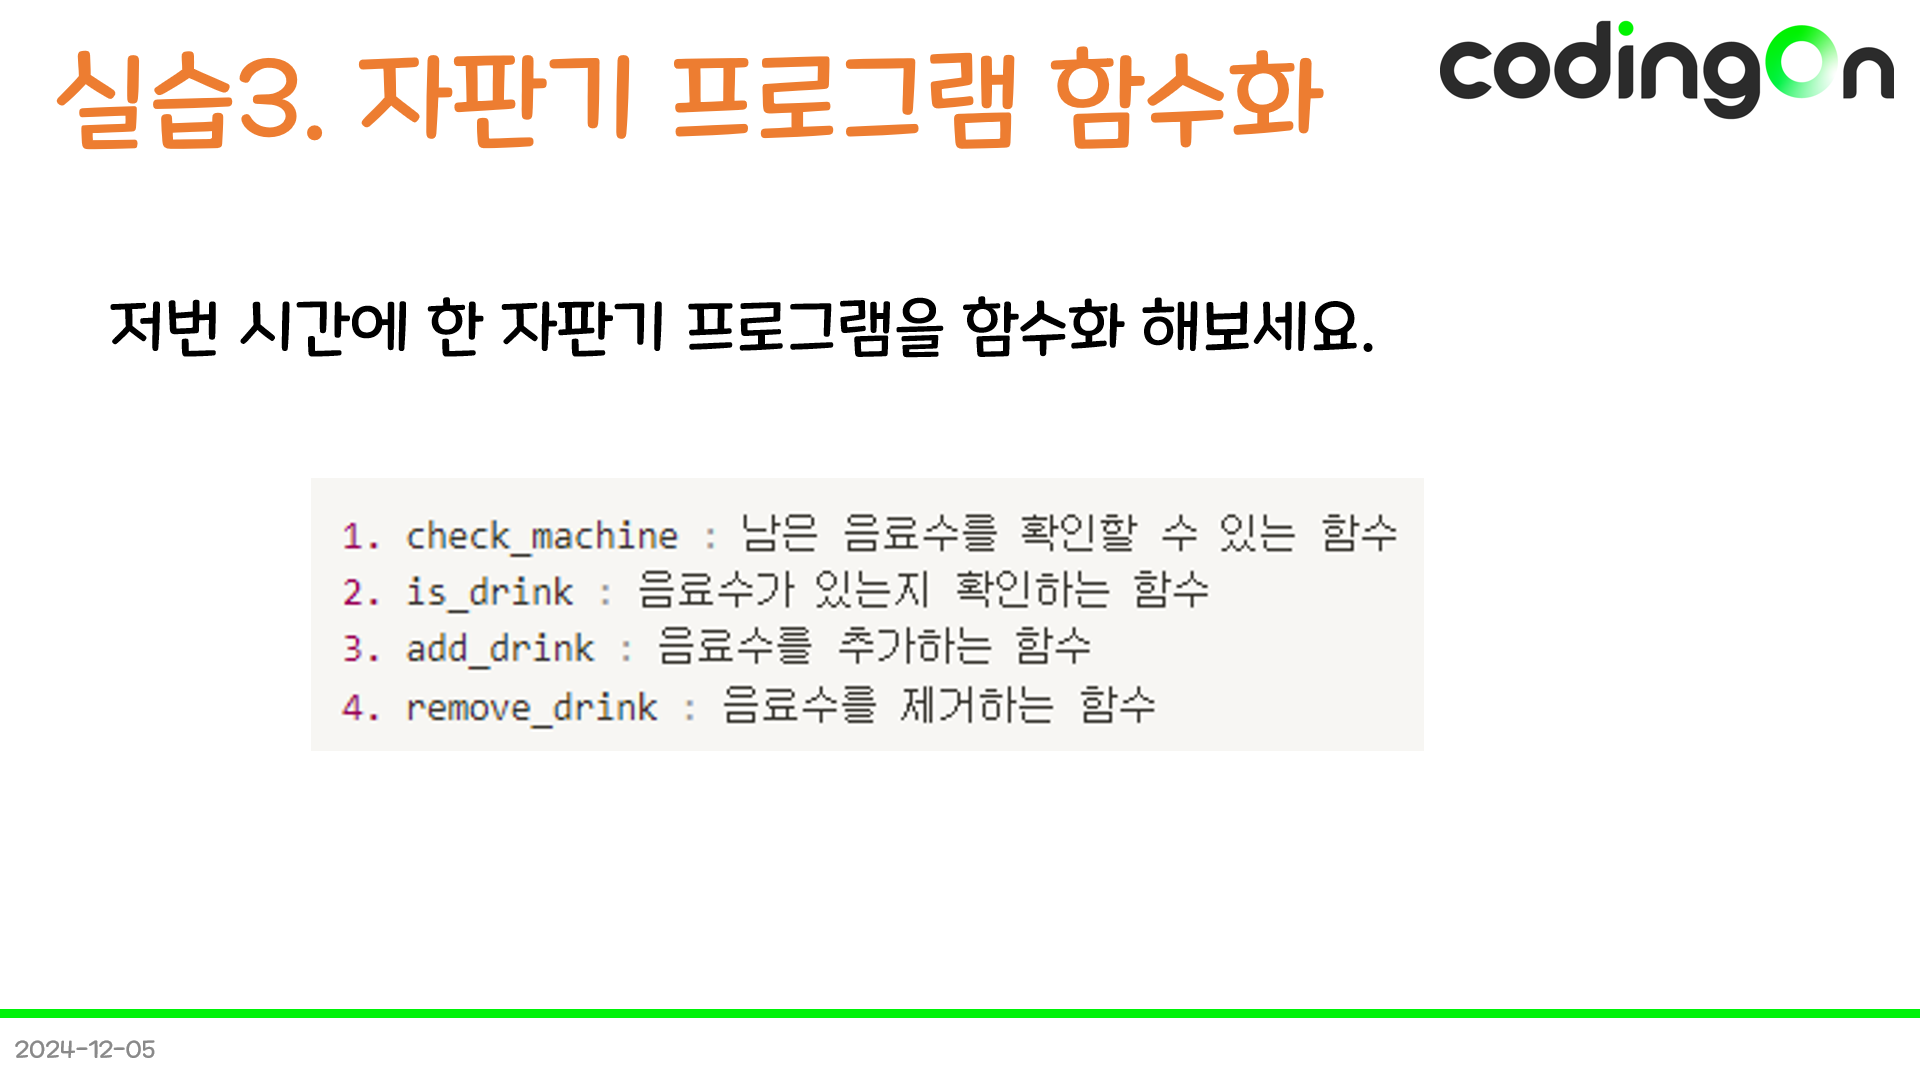 실습3. 자판기 프로그램 함수화
codingOn
저번 시간에 한 자판기 프로그램을 함수화 해보세요.
1. check_machine : 남은 음료수를 확인할 수 있는 함수
2. is_drink : 음료수가 있는지 확인하는 함수
3. add_drink : 음료수를 추가하는 함수
4. remove_drink : 음료수를 제거하는 함수
2024-12-05